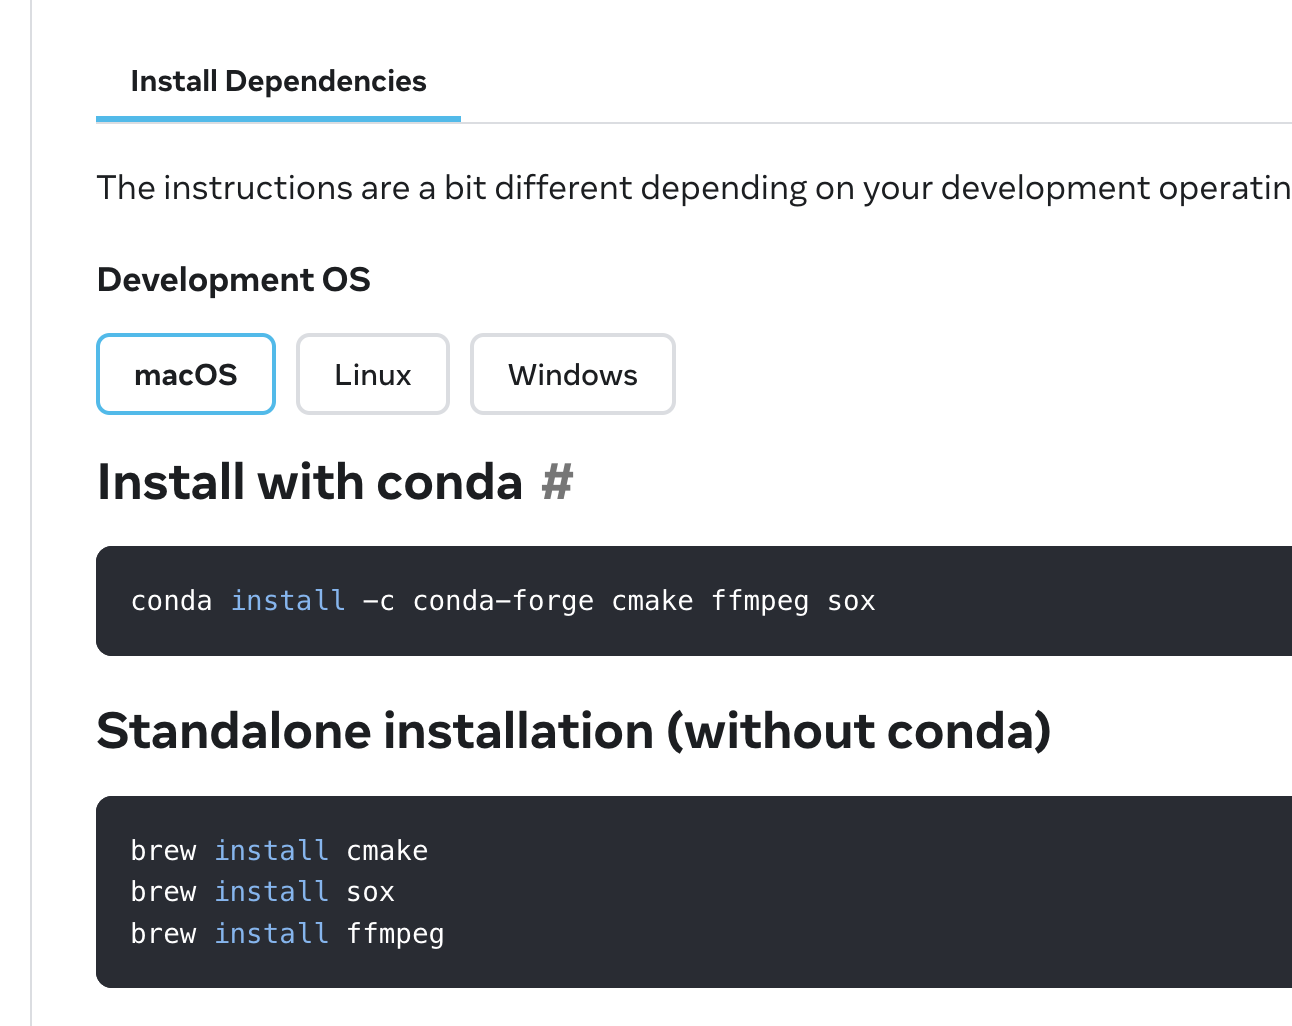 Install Dependencies
The instructions are a bit different depending on your development operatin
Development OS
macOS
Linux
Windows
Install with conda #
conda install -c conda-forge cmake ffmpeg sox
Standalone installation (without conda)
brew install cmake
brew install sox
brew install ffmpeg